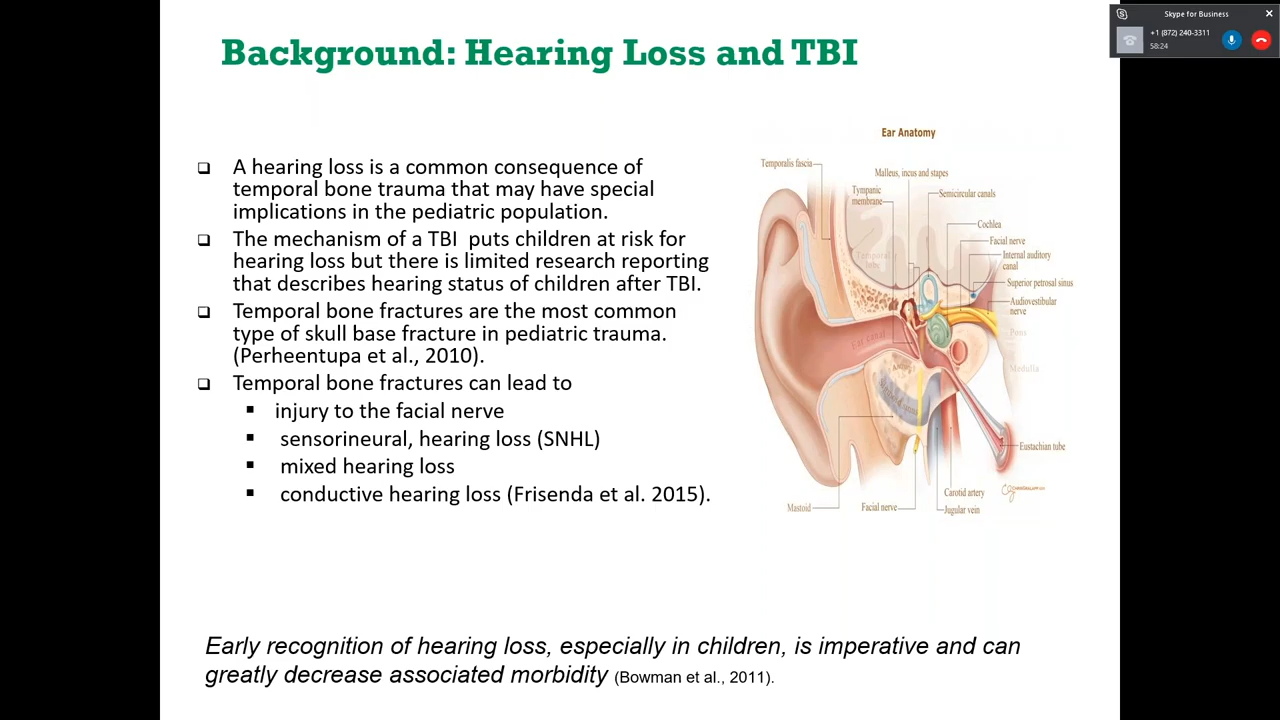 Background: Hearing Loss and TBI
Skype for Business
+1 (872) 240-3311
58:24
❑ A hearing loss is a common consequence of
temporal bone trauma that may have special
implications in the pediatric population.
❑ The mechanism of a TBI  puts children at risk for
hearing loss but there is limited research reporting
that describes hearing status of children after TBI.
❑ Temporal bone fractures are the most common
type of skull base fracture in pediatric trauma.
(Perheentupa et al., 2010).
❑ Temporal bone fractures can lead to
▪ injury to the facial nerve
▪ sensorineural, hearing loss (SNHL)
▪ mixed hearing loss
▪ conductive hearing loss (Frisenda et al. 2015).
Ear Anatomy
Temporalis fascia
Malleus, incus and stapes
Tympanic
membrane
Semicircular canals
Cochlea
Facial nerve
Internal auditory
canal
Superior petrosal sinus
Audiovestibular
nerve
Temporal
lobe
Ear canal
Pons
Medulla
Eustachian tube
Carotid artery
Jugular vein
Facial nerve
Mastoid
Early recognition of hearing loss, especially in children, is imperative and can
greatly decrease associated morbidity (Bowman et al., 2011).